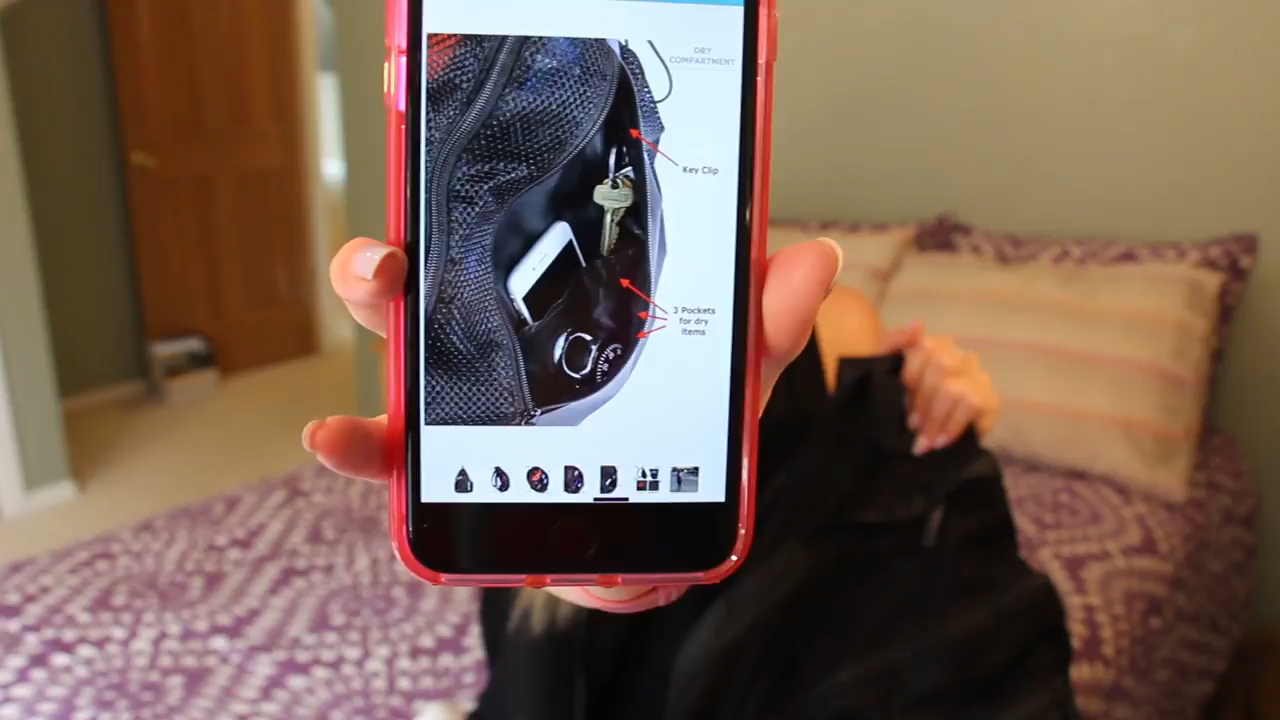 DRY
COMPARTMENT
Key Clip
3 Pockets
for dry
items